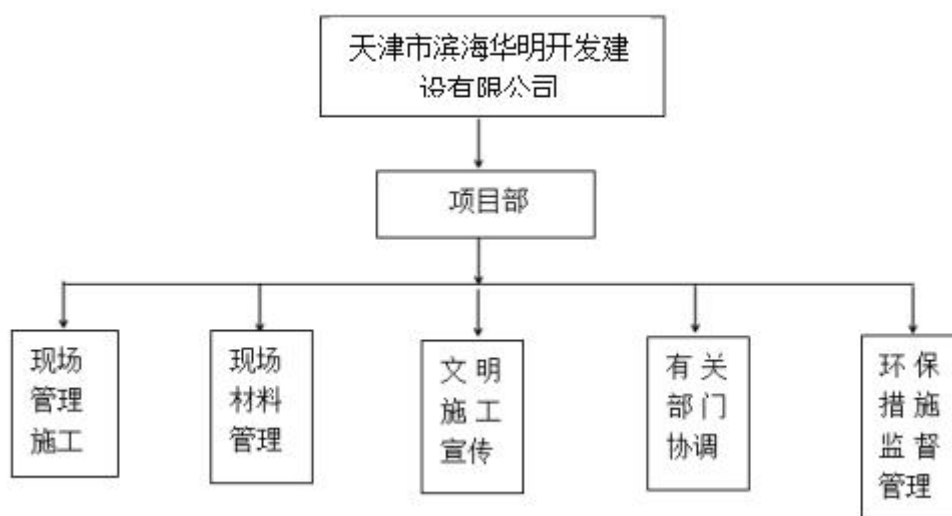 天津市滨海华明开发建
设有限公司
项目部
现场
管理
施工
现场
材料
管理
文明
施工
宣传
有关
部门
协调
环保
措施
监督
管理